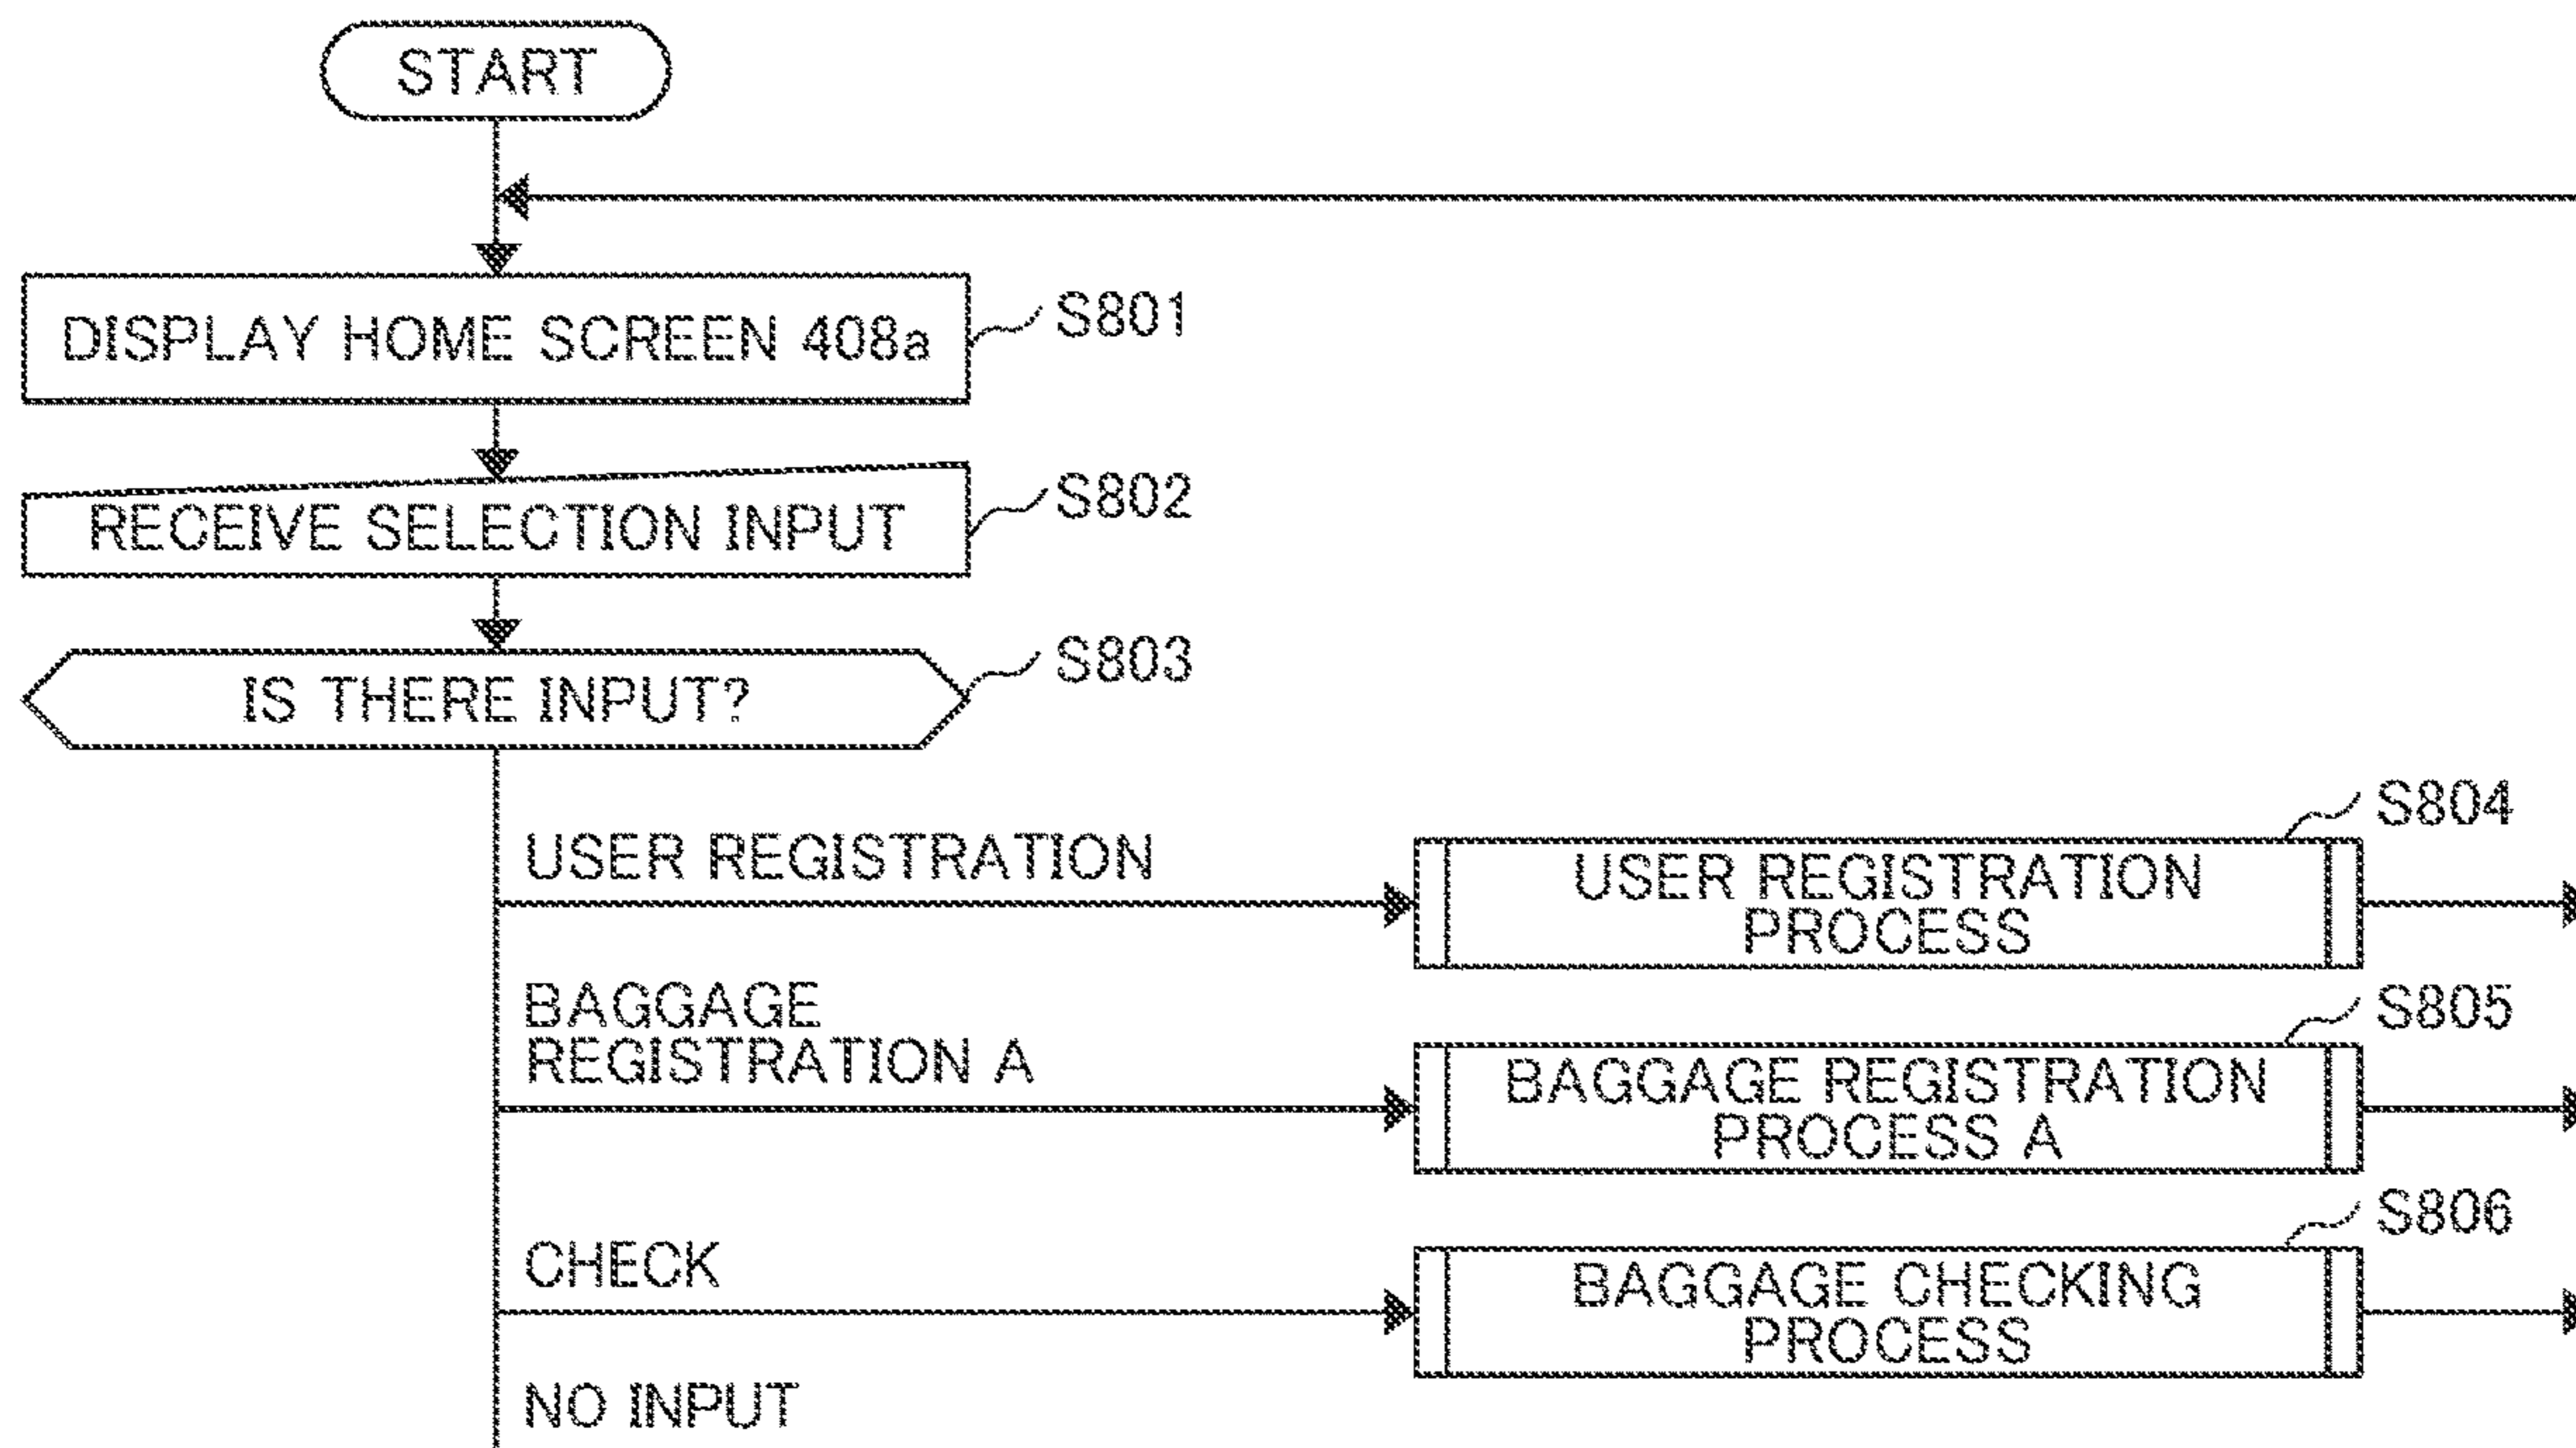 START
DISPLAY HOME SCREEN 408a
S801
RECEIVE SELECTION INPUT
S802
IS THERE INPUT?
S803
USER REGISTRATION
USER REGISTRATION
PROCESS
S804
BAGGAGE
REGISTRATION A
BAGGAGE REGISTRATION
PROCESS A
S805
CHECK
BAGGAGE CHECKING
PROCESS
S806
NO INPUT